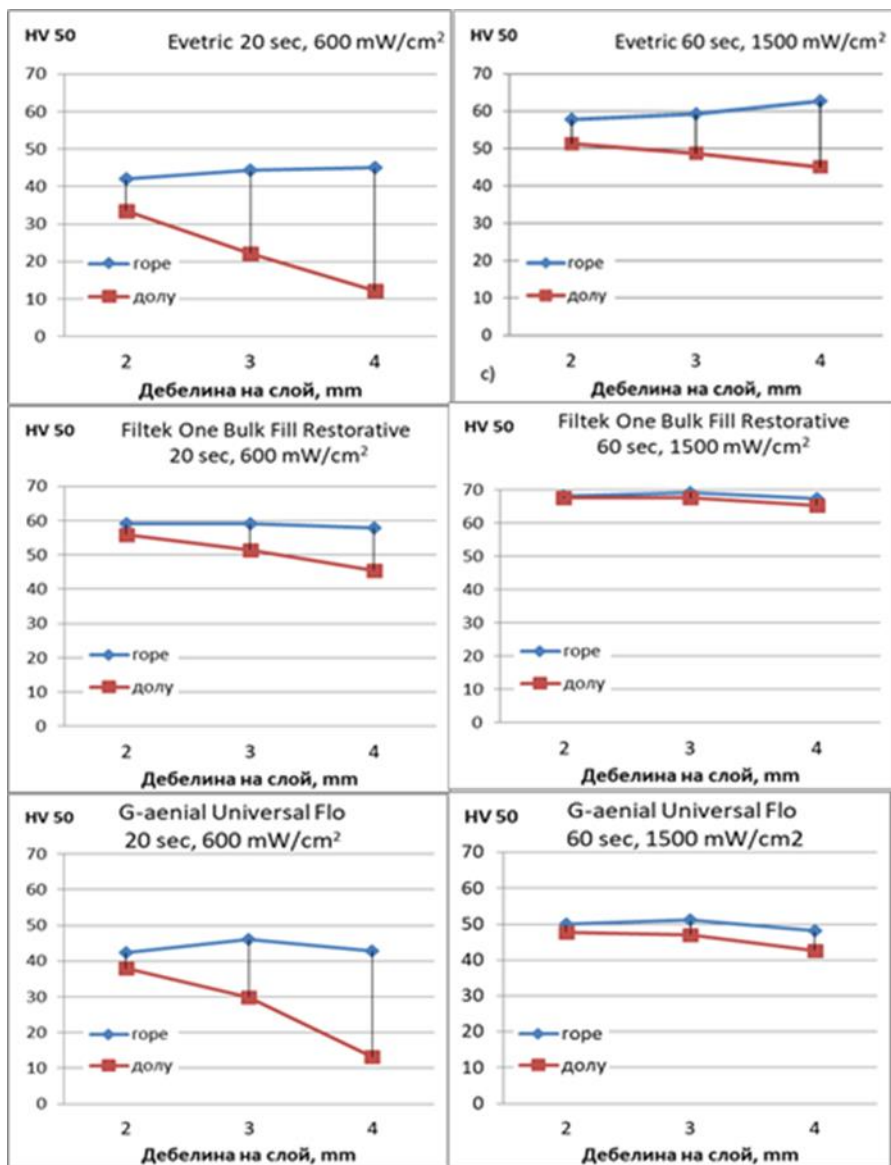 HV 50
Evetric 20 sec, 600 mW/cm²
70
60
50
40
30
20
10
0
горе
долу
2 3 4
Дебелина на слой, mm
HV 50
Evetric 60 sec, 1500 mW/cm²
70
60
50
40
30
20
10
0
горе
долу
2 3 4
c)
Дебелина на слой, mm
HV 50
Filtek One Bulk Fill Restorative
20 sec, 600 mW/cm²
70
60
50
40
30
20
10
0
горе
долу
2 3 4
Дебелина на слой, mm
HV 50
Filtek One Bulk Fill Restorative
60 sec, 1500 mW/cm²
70
60
50
40
30
20
10
0
горе
долу
2 3 4
Дебелина на слой, mm
HV 50
G-aenial Universal Flo
20 sec, 600 mW/cm²
70
60
50
40
30
20
10
0
горе
долу
2 3 4
Дебелина на слой, mm
HV 50
G-aenial Universal Flo
60 sec, 1500 mW/cm2
70
60
50
40
30
20
10
0
горе
долу
2 3 4
Дебелина на слой, mm